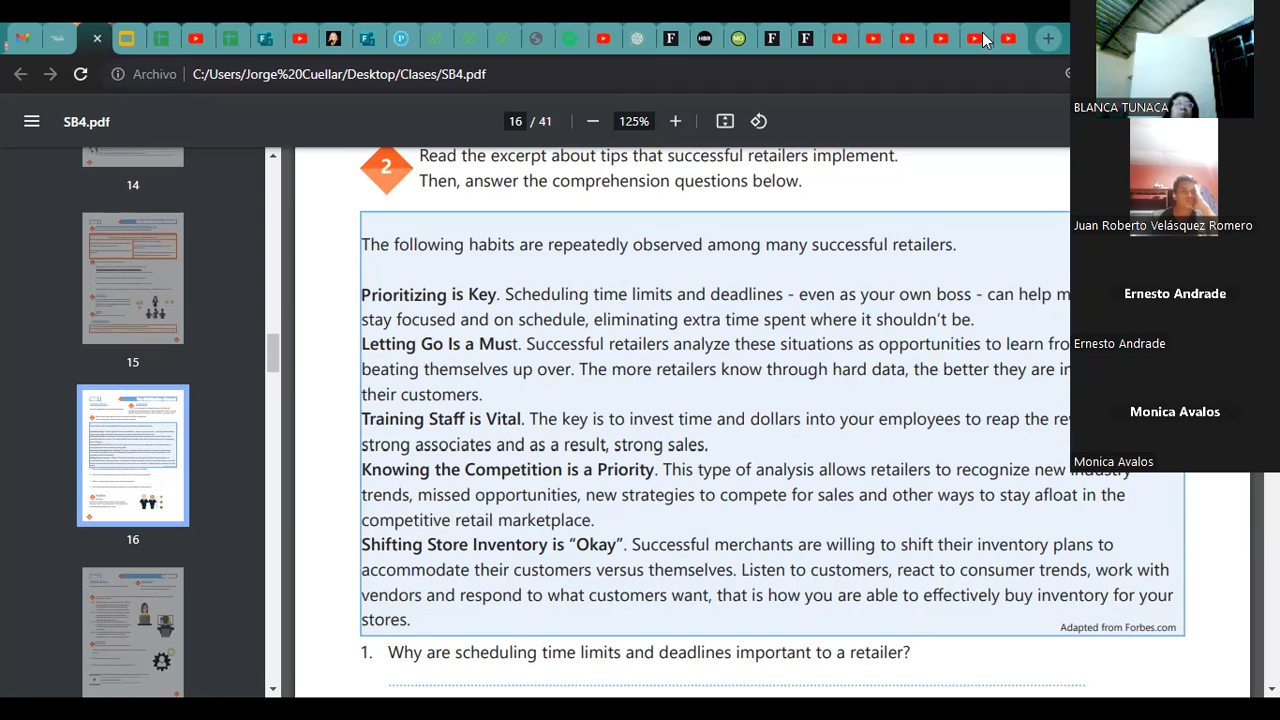 Archivo
C:/Users/Jorge%20Cuellar/Desktop/Clases/SB4.pdf
SB4.pdf
16 / 41
125%
14
15
16
2
Read the excerpt about tips that successful retailers implement.
Then, answer the comprehension questions below.
The following habits are repeatedly observed among many successful retailers.
Prioritizing is Key. Scheduling time limits and deadlines - even as your own boss - can help
stay focused and on schedule, eliminating extra time spent where it shouldn't be.
Letting Go Is a Must. Successful retailers analyze these situations as opportunities to learn
beating themselves up over. The more retailers know through hard data, the better they are
their customers.
Training Staff is Vital The key is to invest time and dollars into your employees to reap the
strong associates and as a result, strong sales.
Knowing the Competition is a Priority. This type of analysis allows retailers to recognize new industry
trends, missed opportunities, new strategies to compete for sales and other ways to stay afloat in the
competitive retail marketplace.
Shifting Store Inventory is “Okay”. Successful merchants are willing to shift their inventory plans to
accommodate their customers versus themselves. Listen to customers, react to consumer trends, work with
vendors and respond to what customers want, that is how you are able to effectively buy inventory for your
stores.
Adapted from Forbes.com
1. Why are scheduling time limits and deadlines important to a retailer?
BLANCA TUNACA
Juan Roberto Velásquez Romero
Ernesto Andrade
Ernesto Andrade
Monica Avalos
Monica Avalos